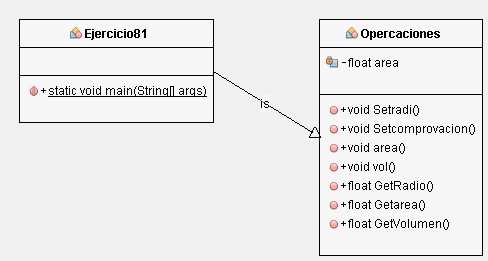 Ejercicio81
+ static void main(String[] args)
is
Opercaciones
-float area
+void Setradi()
+void Setcomprovacion()
+void area()
+void vol()
+float GetRadio()
+float Getarea()
+float GetVolumen()